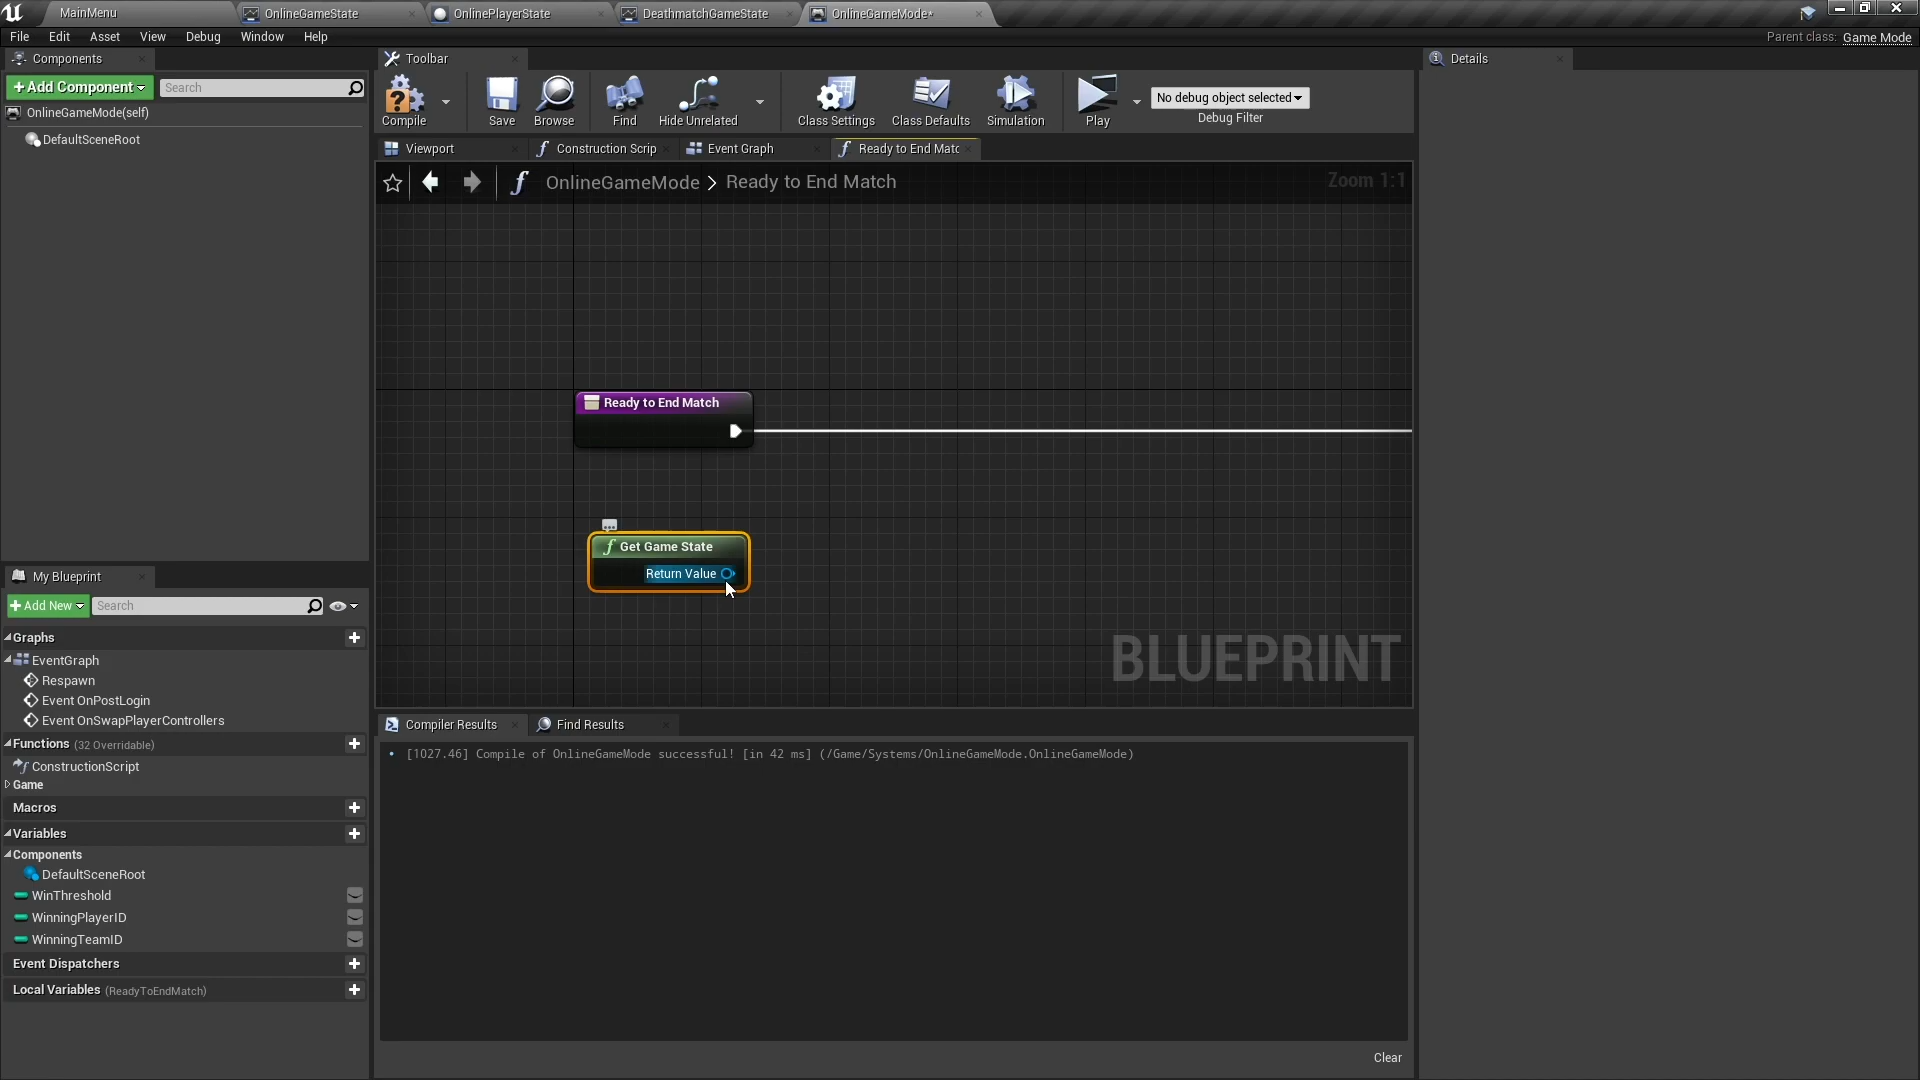 MainMenu
OnlineGameState
OnlinePlayerState
DeathmatchGameState
OnlineGameMode*
File Edit Asset View Debug Window Help
Parent class: Game Mode
Components
Toolbar
Details
+ Add Component
Search
OnlineGameMode(self)
DefaultSceneRoot
Compile
Save
Browse
Find
Hide Unrelated
Class Settings
Class Defaults
Simulation
Play
No debug object selected
Debug Filter
Viewport
Construction Scrip
Event Graph
Ready to End Matc
OnlineGameMode > Ready to End Match
Zoom 1:1
Ready to End Match
Get Game State
Return Value
BLUEPRINT
My Blueprint
+ Add New
Search
Graphs
EventGraph
Respawn
Event OnPostLogin
Event OnSwapPlayerControllers
Functions (32 Overridable)
ConstructionScript
Game
Macros
Variables
Components
DefaultSceneRoot
WinThreshold
WinningPlayerID
WinningTeamID
Event Dispatchers
Local Variables (ReadyToEndMatch)
Compiler Results
Find Results
[1027.46] Compile of OnlineGameMode successful! [in 42 ms] (/Game/Systems/OnlineGameMode.OnlineGameMode)
Clear